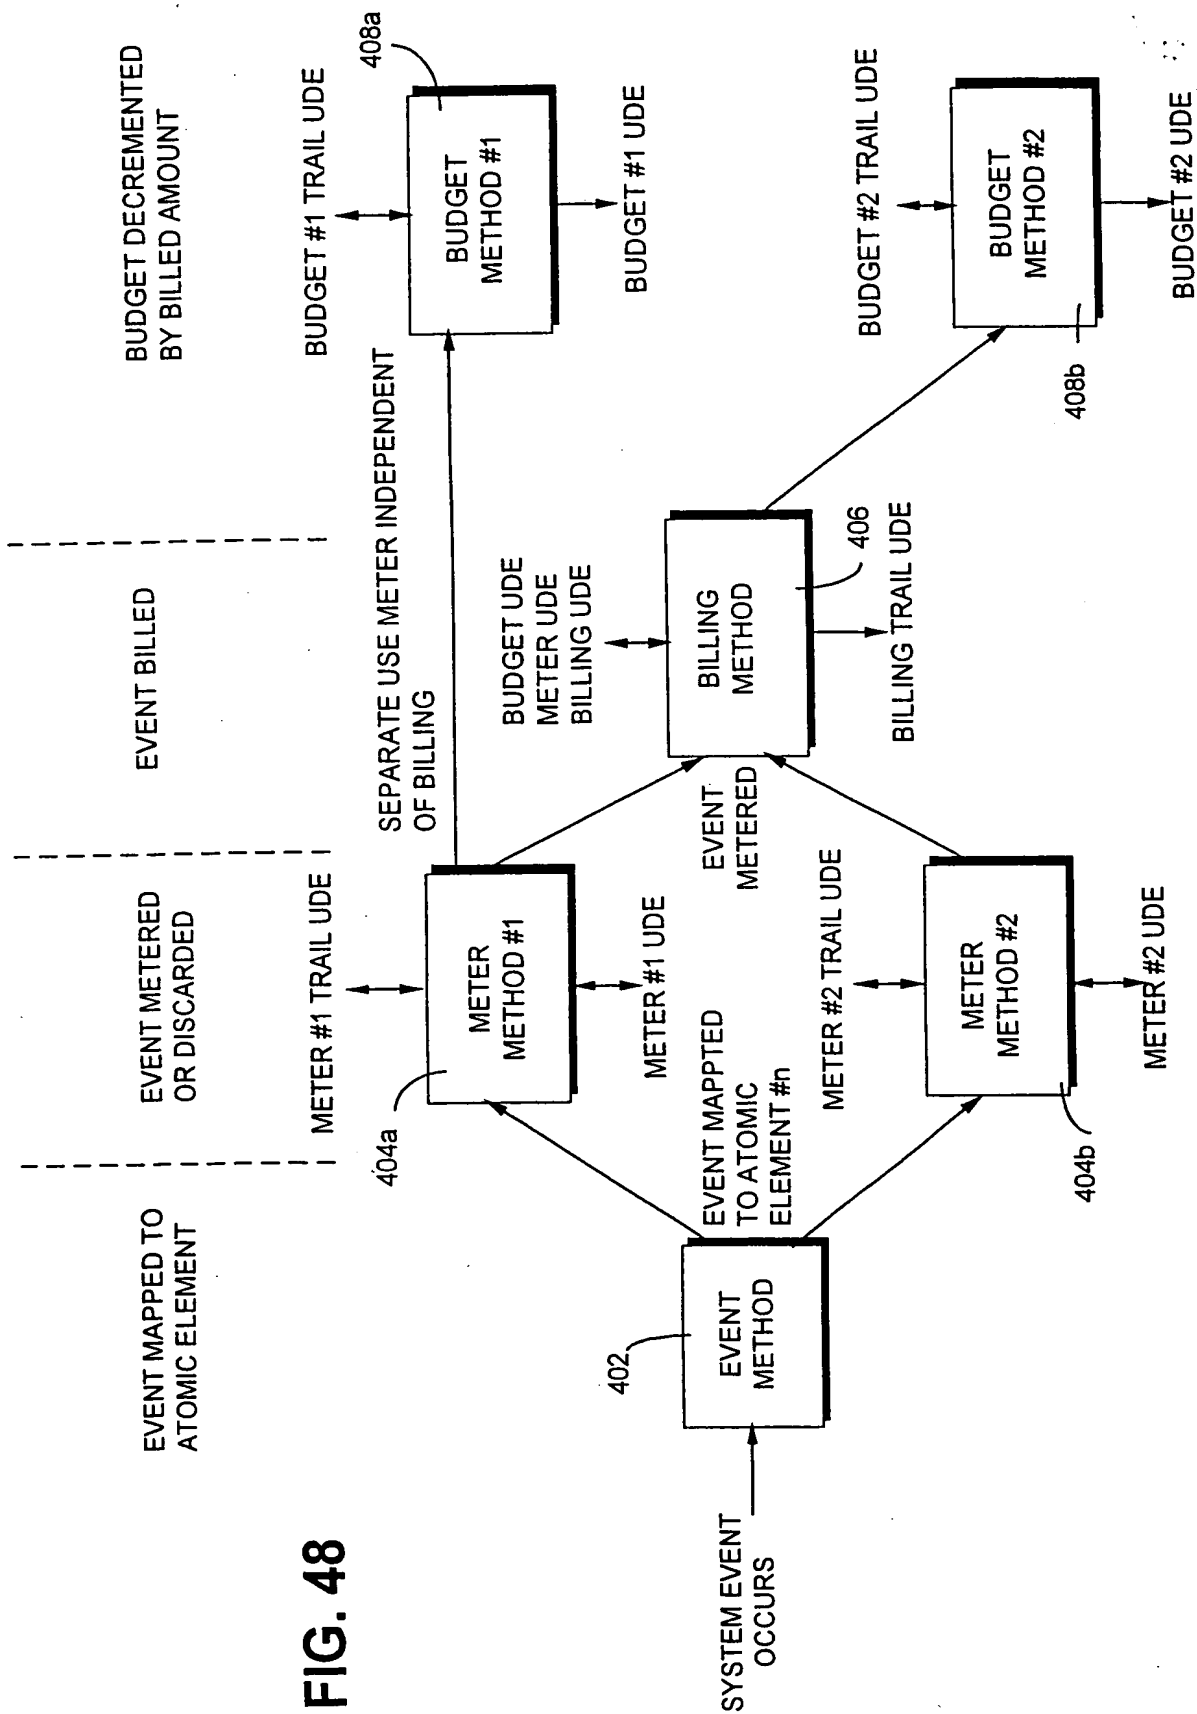 FIG. 48
EVENT MAPPED TO
ATOMIC ELEMENT
EVENT METERED
OR DISCARDED
EVENT BILLED
BUDGET DECREMENTED
BY BILLED AMOUNT
SYSTEM EVENT
OCCURS
402
EVENT
METHOD
EVENT MAPPTED
TO ATOMIC
ELEMENT #n
METER #1 TRAIL UDE
404a
METER
METHOD #1
METER #1 UDE
METER #2 TRAIL UDE
METER
METHOD #2
404b
METER #2 UDE
SEPARATE USE METER INDEPENDENT
OF BILLING
EVENT
METERED
BUDGET UDE
METER UDE
BILLING UDE
BILLING
METHOD
406
BILLING TRAIL UDE
BUDGET #1 TRAIL UDE
408a
BUDGET
METHOD #1
BUDGET #1 UDE
BUDGET #2 TRAIL UDE
BUDGET
METHOD #2
408b
BUDGET #2 UDE